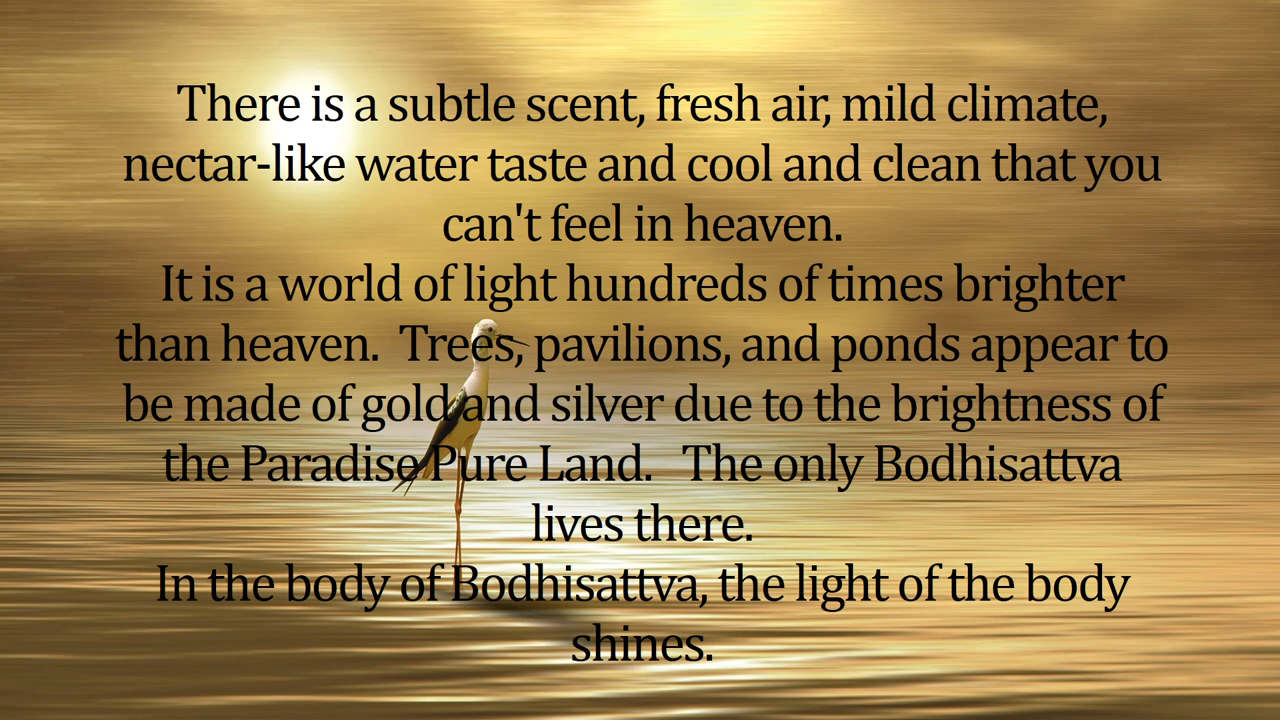 There is a subtle scent, fresh air, mild climate,
nectar-like water taste and cool and clean that you
can't feel in heaven.
It is a world of light hundreds of times brighter
than heaven.  Trees, pavilions, and ponds appear to
be made of gold and silver due to the brightness of
the Paradise Pure Land.   The only Bodhisattva
lives there.
In the body of Bodhisattva, the light of the body
shines.